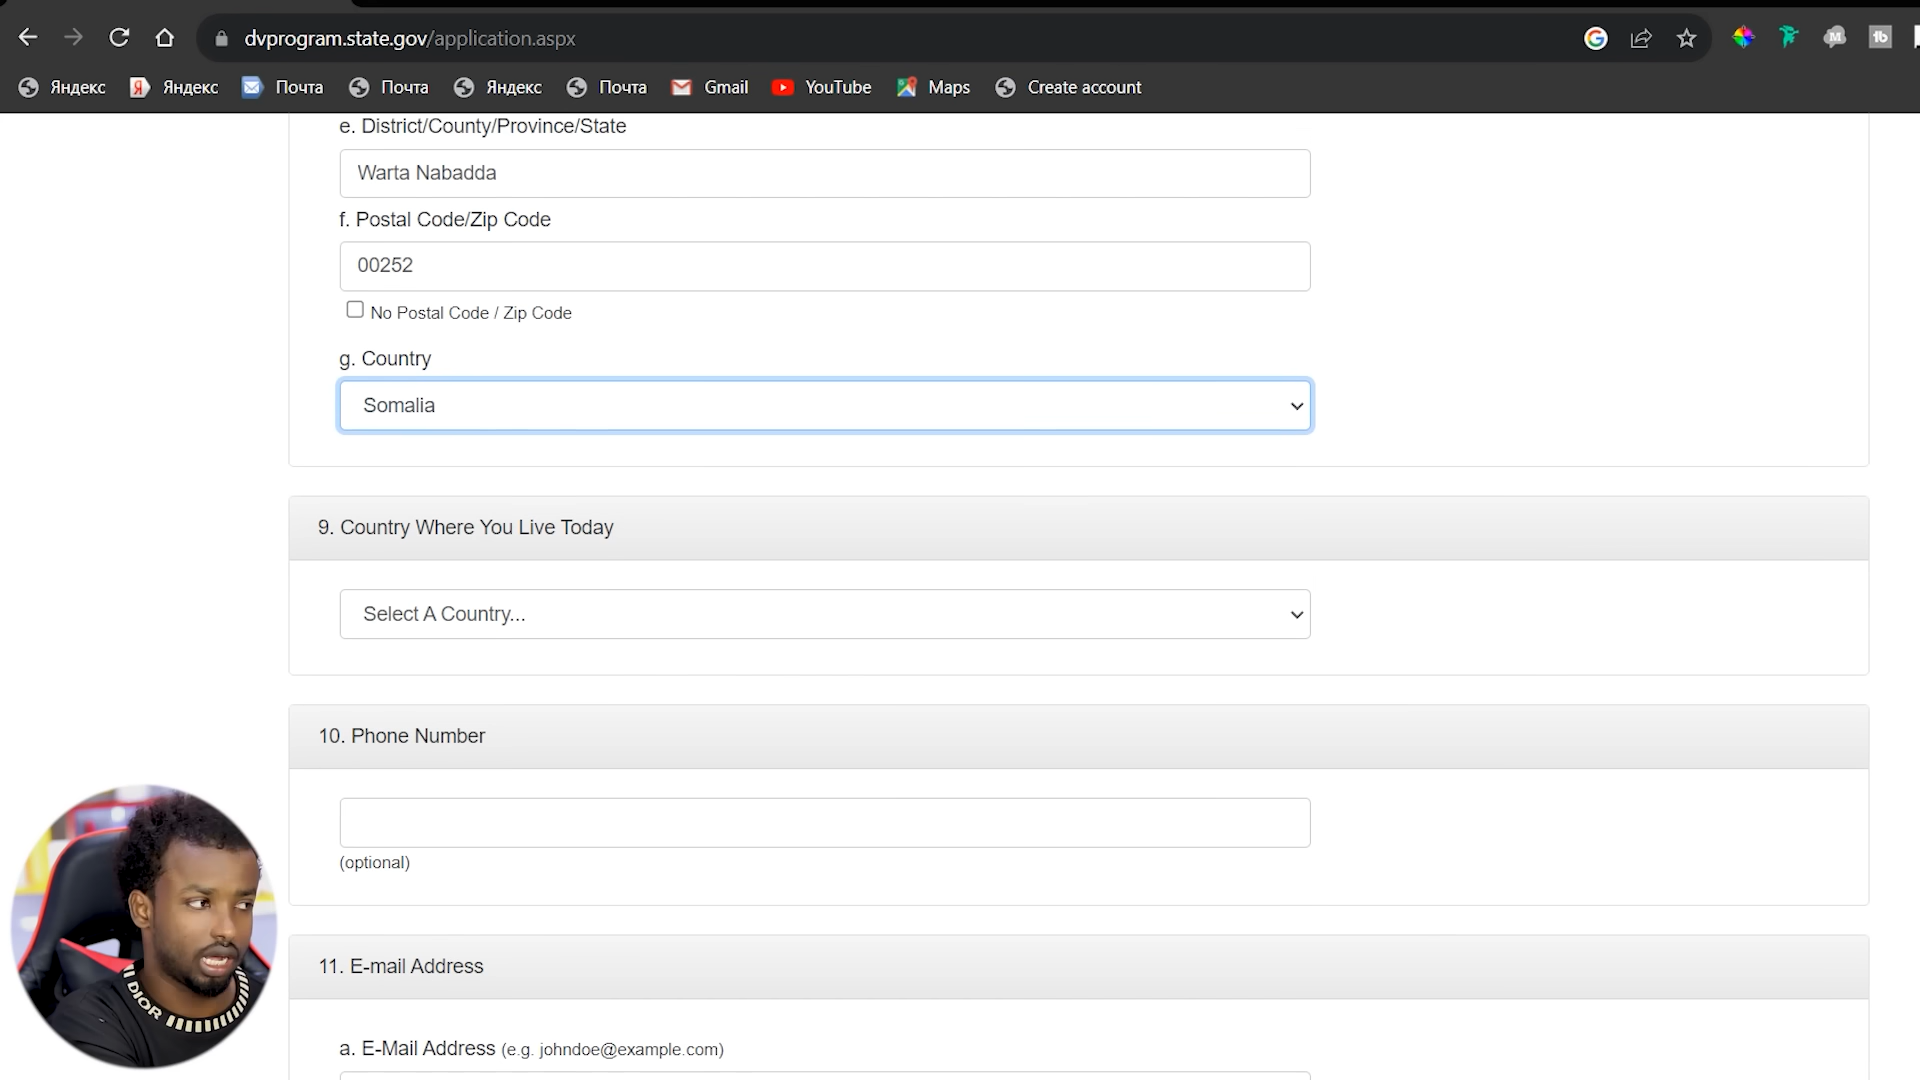 dvprogram.state.gov/application.aspx
Яндекс Яндекс Почта Почта Яндекс Почта Gmail YouTube Maps Create account
e. District/County/Province/State
Warta Nabadda
f. Postal Code/Zip Code
00252
No Postal Code / Zip Code
g. Country
Somalia
9. Country Where You Live Today
Select A Country...
10. Phone Number
(optional)
11. E-mail Address
a. E-Mail Address (e.g. johndoe@example.com)
DIOR